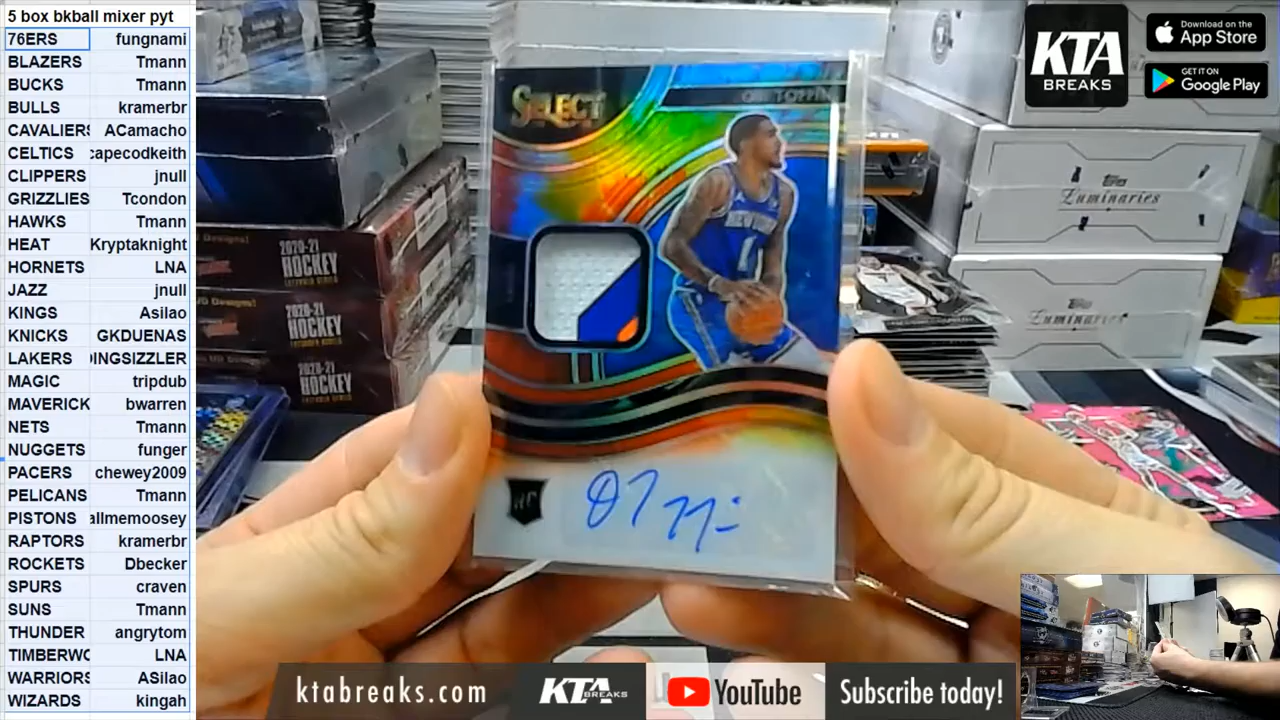 5 box bkball mixer pyt
76ERS fungnami
BLAZERS Tmann
BUCKS Tmann
BULLS kramerbr
CAVALIERS ACamacho
CELTICS capecodkeith
CLIPPERS jnull
GRIZZLIES Tcondon
HAWKS Tmann
HEAT Kryptaknight
HORNETS LNA
JAZZ jnull
KINGS Asilao
KNICKS GKDUENAS
LAKERS INGSIZZLER
MAGIC tripdub
MAVERICK bwarren
NETS Tmann
NUGGETS funger
PACERS chewey2009
PELICANS Tmann
PISTONS allmemoosey
RAPTORS kramerbr
ROCKETS Dbecker
SPURS craven
SUNS Tmann
THUNDER angrytom
TIMBERWO LNA
WARRIORS ASilao
WIZARDS kingah
SELECT
OBI TOPPIN
NEW YORK
1
RC
2020-21
HOCKEY
2020-21
HOCKEY
2020-21
HOCKEY
topps
Luminaries
topps
Luminaries
KTA
BREAKS
Download on the
App Store
GET IT ON
Google Play
ktabreaks.com
KTA BREAKS
YouTube
Subscribe today!